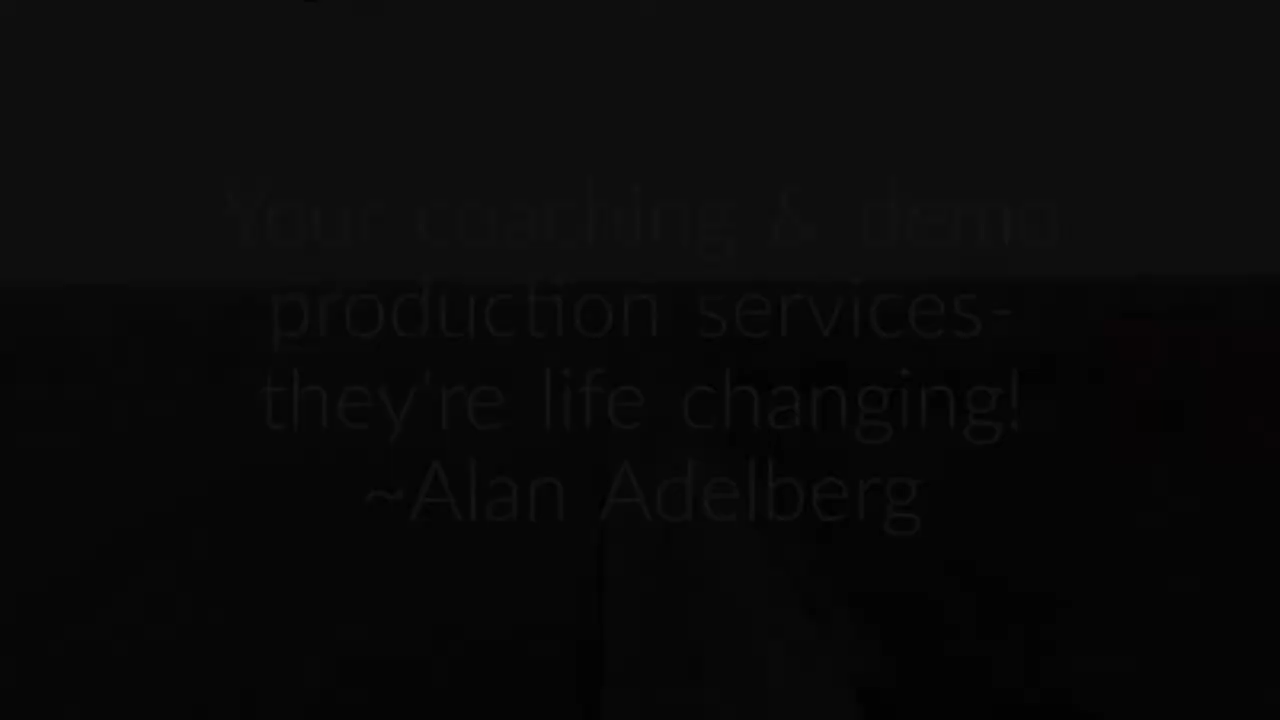 Your coaching & demo
production services-
they're life changing!
~Alan Adelberg